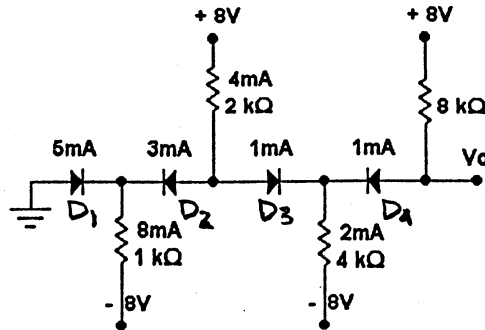 + 8V
+ 8V
4mA
2 kΩ
8 kΩ
5mA
3mA
1mA
1mA
Vo
D1
D2
D3
D4
8mA
1 kΩ
2mA
4 kΩ
- 8V
- 8V